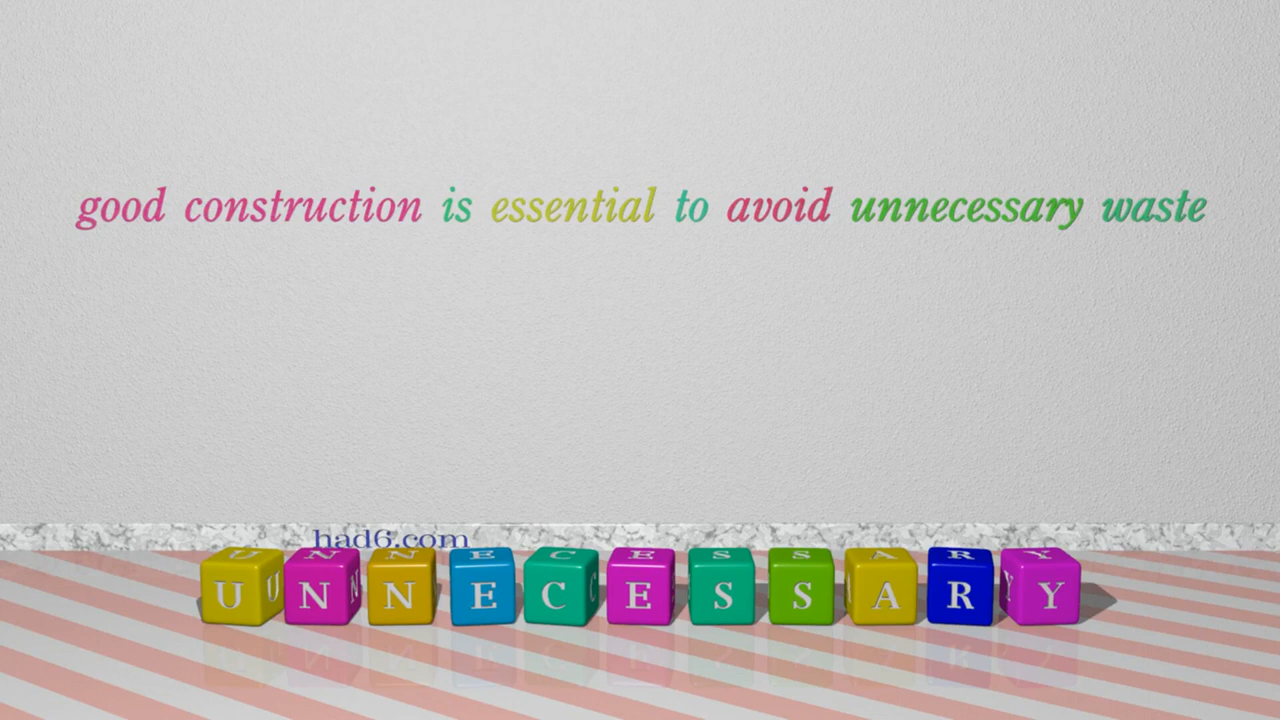 good construction is essential to avoid unnecessary waste
had6.com
UNNECESSARY